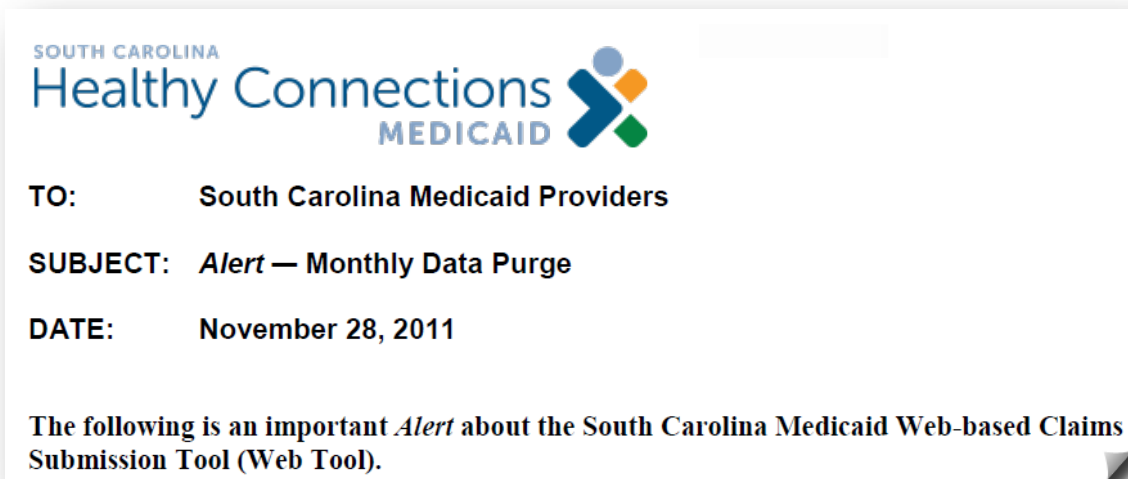 SOUTH CAROLINA
Healthy Connections
MEDICAID
TO: South Carolina Medicaid Providers
SUBJECT: Alert — Monthly Data Purge
DATE: November 28, 2011
The following is an important Alert about the South Carolina Medicaid Web-based Claims
Submission Tool (Web Tool).